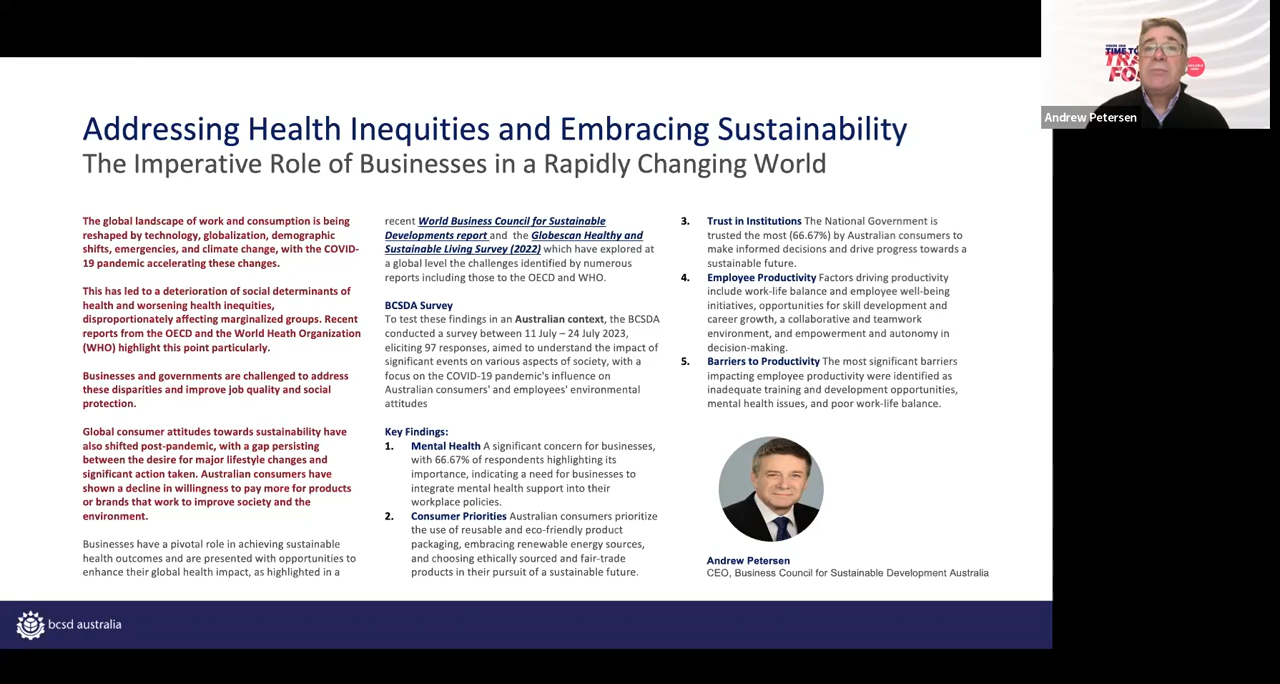 Addressing Health Inequities and Embracing Sustainability
The Imperative Role of Businesses in a Rapidly Changing World
The global landscape of work and consumption is being
reshaped by technology, globalization, demographic
shifts, emergencies, and climate change, with the COVID-
19 pandemic accelerating these changes.
This has led to a deterioration of social determinants of
health and worsening health inequities,
disproportionately affecting marginalized groups. Recent
reports from the OECD and the World Heath Organization
(WHO) highlight this point particularly.
Businesses and governments are challenged to address
these disparities and improve job quality and social
protection.
Global consumer attitudes towards sustainability have
also shifted post-pandemic, with a gap persisting
between the desire for major lifestyle changes and
significant action taken. Australian consumers have
shown a decline in willingness to pay more for products
or brands that work to improve society and the
environment.
Businesses have a pivotal role in achieving sustainable
health outcomes and are presented with opportunities to
enhance their global health impact, as highlighted in a
recent World Business Council for Sustainable
Developments report and the Globescan Healthy and
Sustainable Living Survey (2022) which have explored at
a global level the challenges identified by numerous
reports including those to the OECD and WHO.
BCSDA Survey
To test these findings in an Australian context, the BCSDA
conducted a survey between 11 July – 24 July 2023,
eliciting 97 responses, aimed to understand the impact of
significant events on various aspects of society, with a
focus on the COVID-19 pandemic's influence on
Australian consumers' and employees' environmental
attitudes
Key Findings:
1. Mental Health A significant concern for businesses,
with 66.67% of respondents highlighting its
importance, indicating a need for businesses to
integrate mental health support into their
workplace policies.
2. Consumer Priorities Australian consumers prioritize
the use of reusable and eco-friendly product
packaging, embracing renewable energy sources,
and choosing ethically sourced and fair-trade
products in their pursuit of a sustainable future.
3. Trust in Institutions The National Government is
trusted the most (66.67%) by Australian consumers to
make informed decisions and drive progress towards a
sustainable future.
4. Employee Productivity Factors driving productivity
include work-life balance and employee well-being
initiatives, opportunities for skill development and
career growth, a collaborative and teamwork
environment, and empowerment and autonomy in
decision-making.
5. Barriers to Productivity The most significant barriers
impacting employee productivity were identified as
inadequate training and development opportunities,
mental health issues, and poor work-life balance.
Andrew Petersen
CEO, Business Council for Sustainable Development Australia
bcsd australia
TIME TO
Andrew Petersen